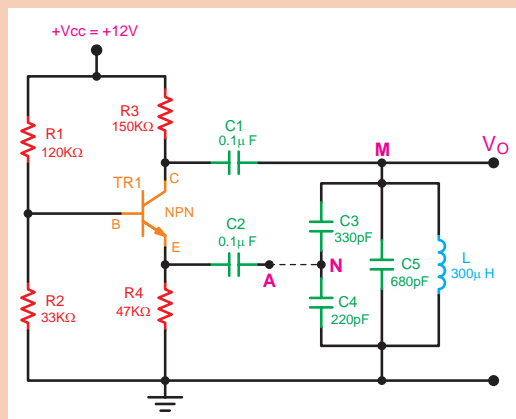 +Vcc = +12V
R3
150KΩ
R1
120KΩ
C1
0.1μ F
M
VO
C
TR1
NPN
B
E
C2
0.1μ F
C3
330pF
N
A
C5
680pF
L
300μ H
R2
33KΩ
R4
47KΩ
C4
220pF